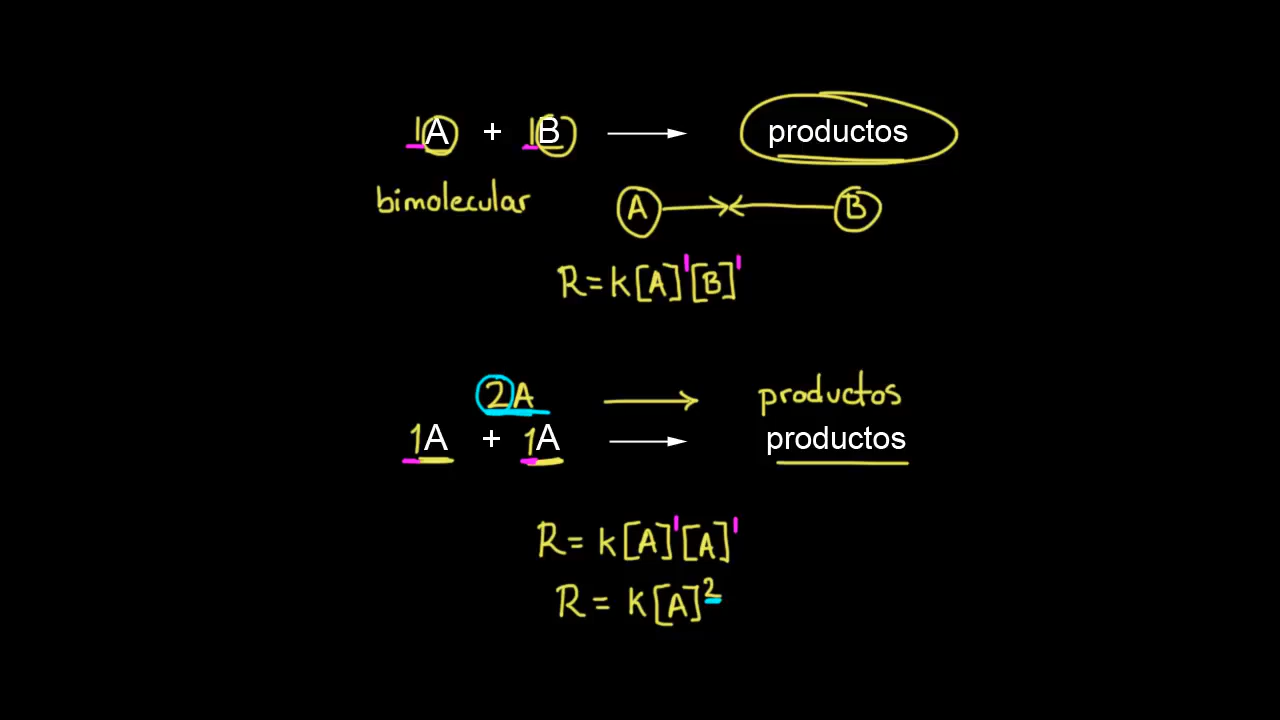 1A + 1B → productos
bimolecular A → ← B
R = k[A]¹[B]¹
2A → productos
1A + 1A → productos
R = k[A]¹[A]¹
R = k[A]²